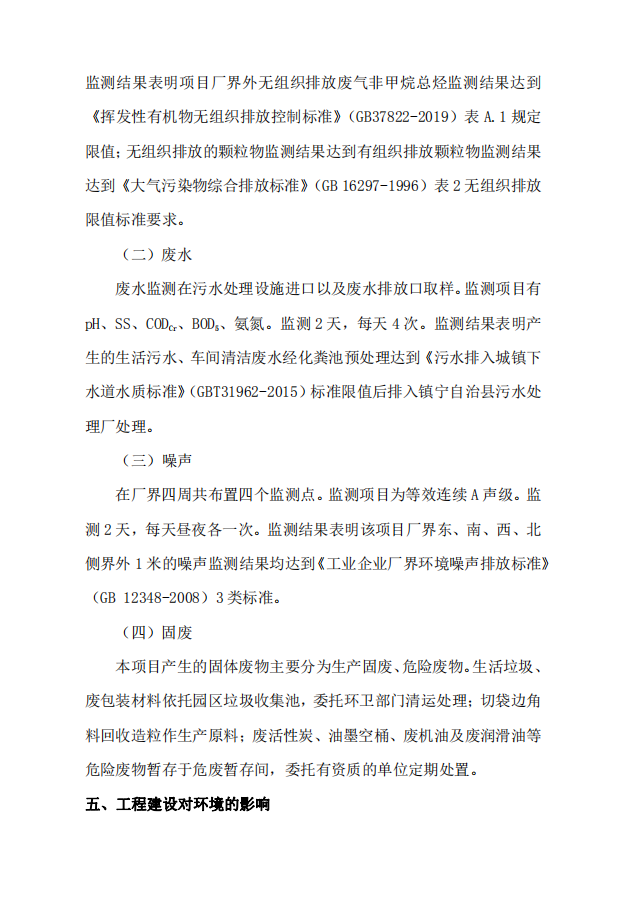 监测结果表明项目厂界外无组织排放废气非甲烷总烃监测结果达到
《挥发性有机物无组织排放控制标准》（GB37822-2019）表 A.1 规定
限值；无组织排放的颗粒物监测结果达到有组织排放颗粒物监测结果
达到《大气污染物综合排放标准》（GB 16297-1996）表 2 无组织排放
限值标准要求。
（二）废水
废水监测在污水处理设施进口以及废水排放口取样。监测项目有
pH、SS、CODCr、BOD5、氨氮。监测 2 天，每天 4 次。监测结果表明产
生的生活污水、车间清洁废水经化粪池预处理达到《污水排入城镇下
水道水质标准》（GBT31962-2015）标准限值后排入镇宁自治县污水处
理厂处理。
（三）噪声
在厂界四周共布置四个监测点。监测项目为等效连续 A 声级。监
测 2 天，每天昼夜各一次。监测结果表明该项目厂界东、南、西、北
侧界外 1 米的噪声监测结果均达到《工业企业厂界环境噪声排放标准》
（GB 12348-2008）3 类标准。
（四）固废
本项目产生的固体废物主要分为生产固废、危险废物。生活垃圾、
废包装材料依托园区垃圾收集池，委托环卫部门清运处理；切袋边角
料回收造粒作生产原料；废活性炭、油墨空桶、废机油及废润滑油等
危险废物暂存于危废暂存间，委托有资质的单位定期处置。
五、工程建设对环境的影响